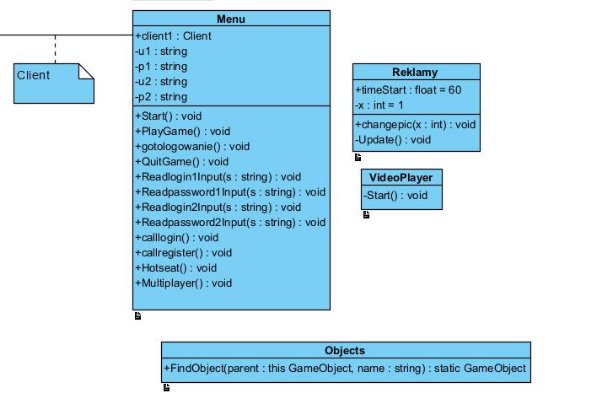 Client
Menu
+client1 : Client
-u1 : string
-p1 : string
-u2 : string
-p2 : string
+Start() : void
+PlayGame() : void
+gotologowanie() : void
+QuitGame() : void
+Readlogin1Input(s : string) : void
+Readpassword1Input(s : string) : void
+Readlogin2Input(s : string) : void
+Readpassword2Input(s : string) : void
+calllogin() : void
+callregister() : void
+Hotseat() : void
+Multiplayer() : void
Reklamy
+timeStart : float = 60
-x : int = 1
+changepic(x : int) : void
-Update() : void
VideoPlayer
-Start() : void
Objects
+FindObject(parent : this GameObject, name : string) : static GameObject